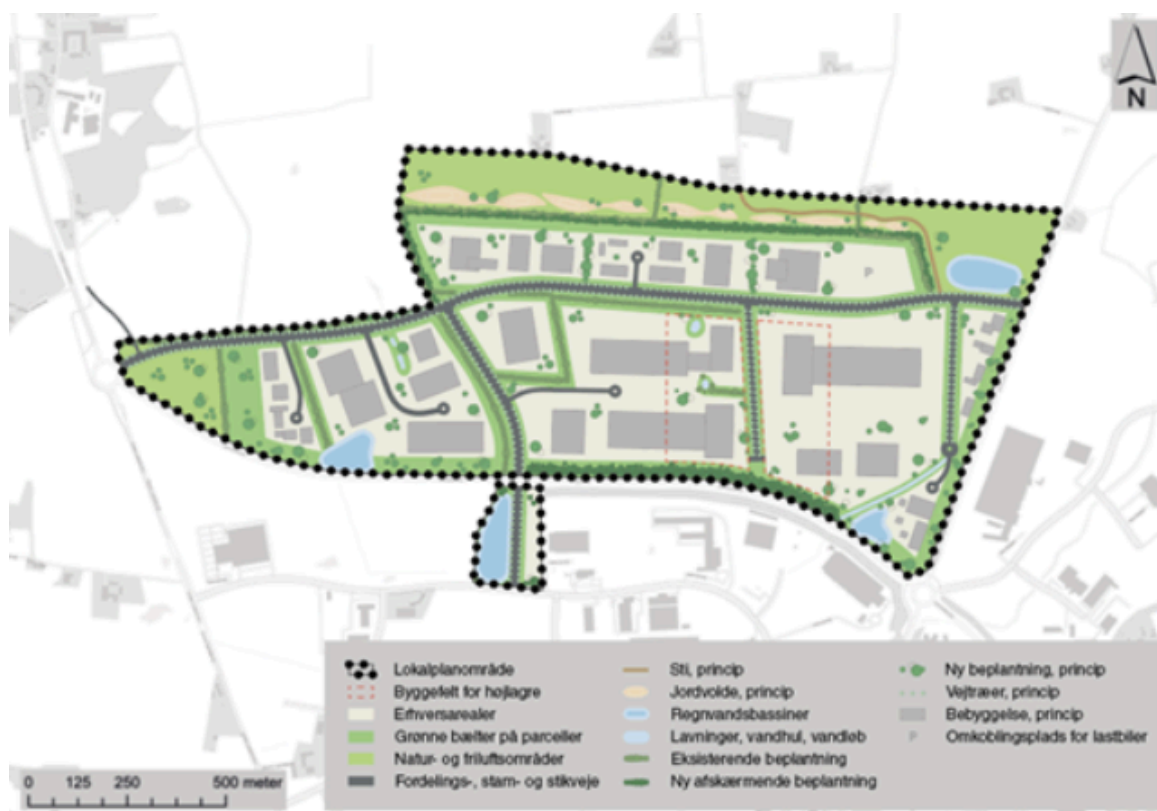 N
P
Lokalplanområde
Byggefelt for højlagre
Erhversarealer
Grønne bælter på parceller
Natur- og friluftsområder
Fordelings-, stam- og stikveje
Sti, princip
Jordvolde, princip
Regnvandsbassiner
Lavninger, vandhul, vandløb
Eksisterende beplantning
Ny afskærmende beplantning
Ny beplantning, princip
Vejtræer, princip
Bebyggelse, princip
P Omkoblingsplads for lastbiler
0 125 250 500 meter